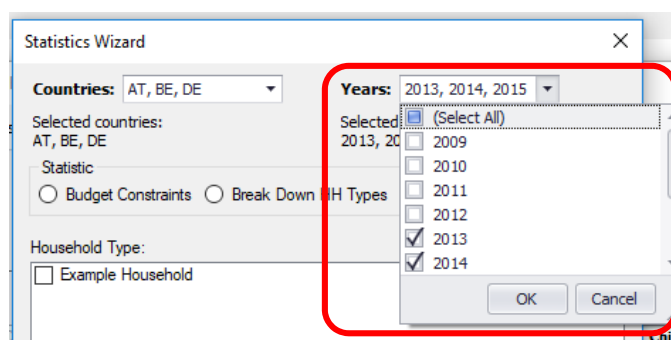 Statistics Wizard
Countries: AT, BE, DE Years: 2013, 2014, 2015
Selected countries: Selected
AT, BE, DE 2013, 20
(Select All)
2009
2010
2011
2012
2013
2014
OK Cancel
Statistic
Budget Constraints Break Down HH Types
Household Type:
Example Household